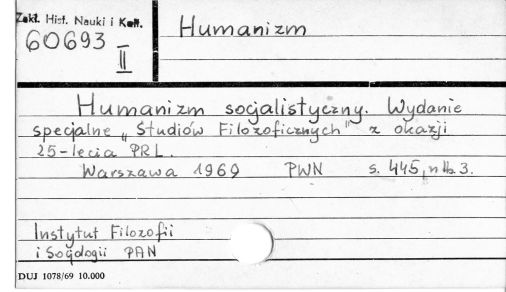 Zakł. Hist. Nauki i Kult.
60693
II
Humanizm
Humanizm socjalistyczny. Wydanie
specjalne „Studiów Filozoficznych" z okazji
25-lecia PRL.
Warszawa 1969 PWN s. 445, nlb. 3.
Instytut Filozofii
i Socjologii PAN
DUJ 1078/69 10.000